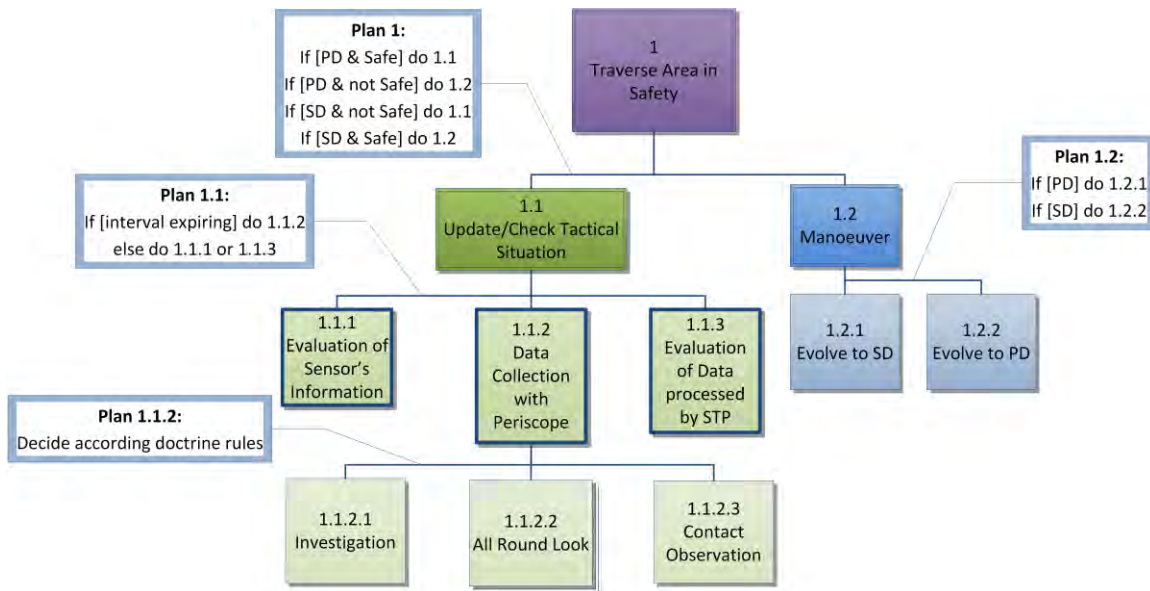 Plan 1:
If [PD & Safe] do 1.1
If [PD & not Safe] do 1.2
If [SD & not Safe] do 1.1
If [SD & Safe] do 1.2
1
Traverse Area in
Safety
Plan 1.1:
If [interval expiring] do 1.1.2
else do 1.1.1 or 1.1.3
1.1
Update/Check Tactical
Situation
1.2
Manoeuver
Plan 1.2:
If [PD] do 1.2.1
If [SD] do 1.2.2
1.1.1
Evaluation of
Sensor's
Information
1.1.2
Data
Collection
with
Periscope
1.1.3
Evaluation
of Data
processed
by STP
1.2.1
Evolve to SD
1.2.2
Evolve to PD
Plan 1.1.2:
Decide according doctrine rules
1.1.2.1
Investigation
1.1.2.2
All Round Look
1.1.2.3
Contact
Observation